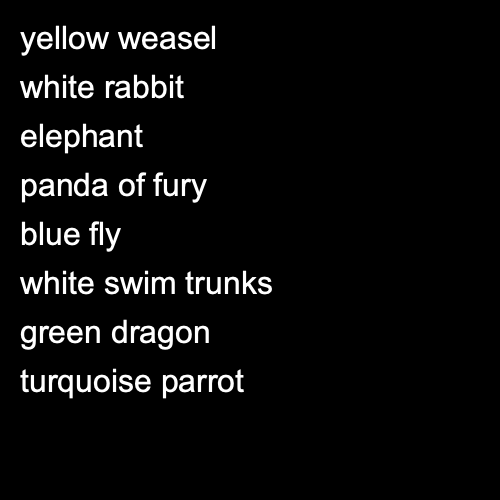 yellow weasel
white rabbit
elephant
panda of fury
blue fly
white swim trunks
green dragon
turquoise parrot